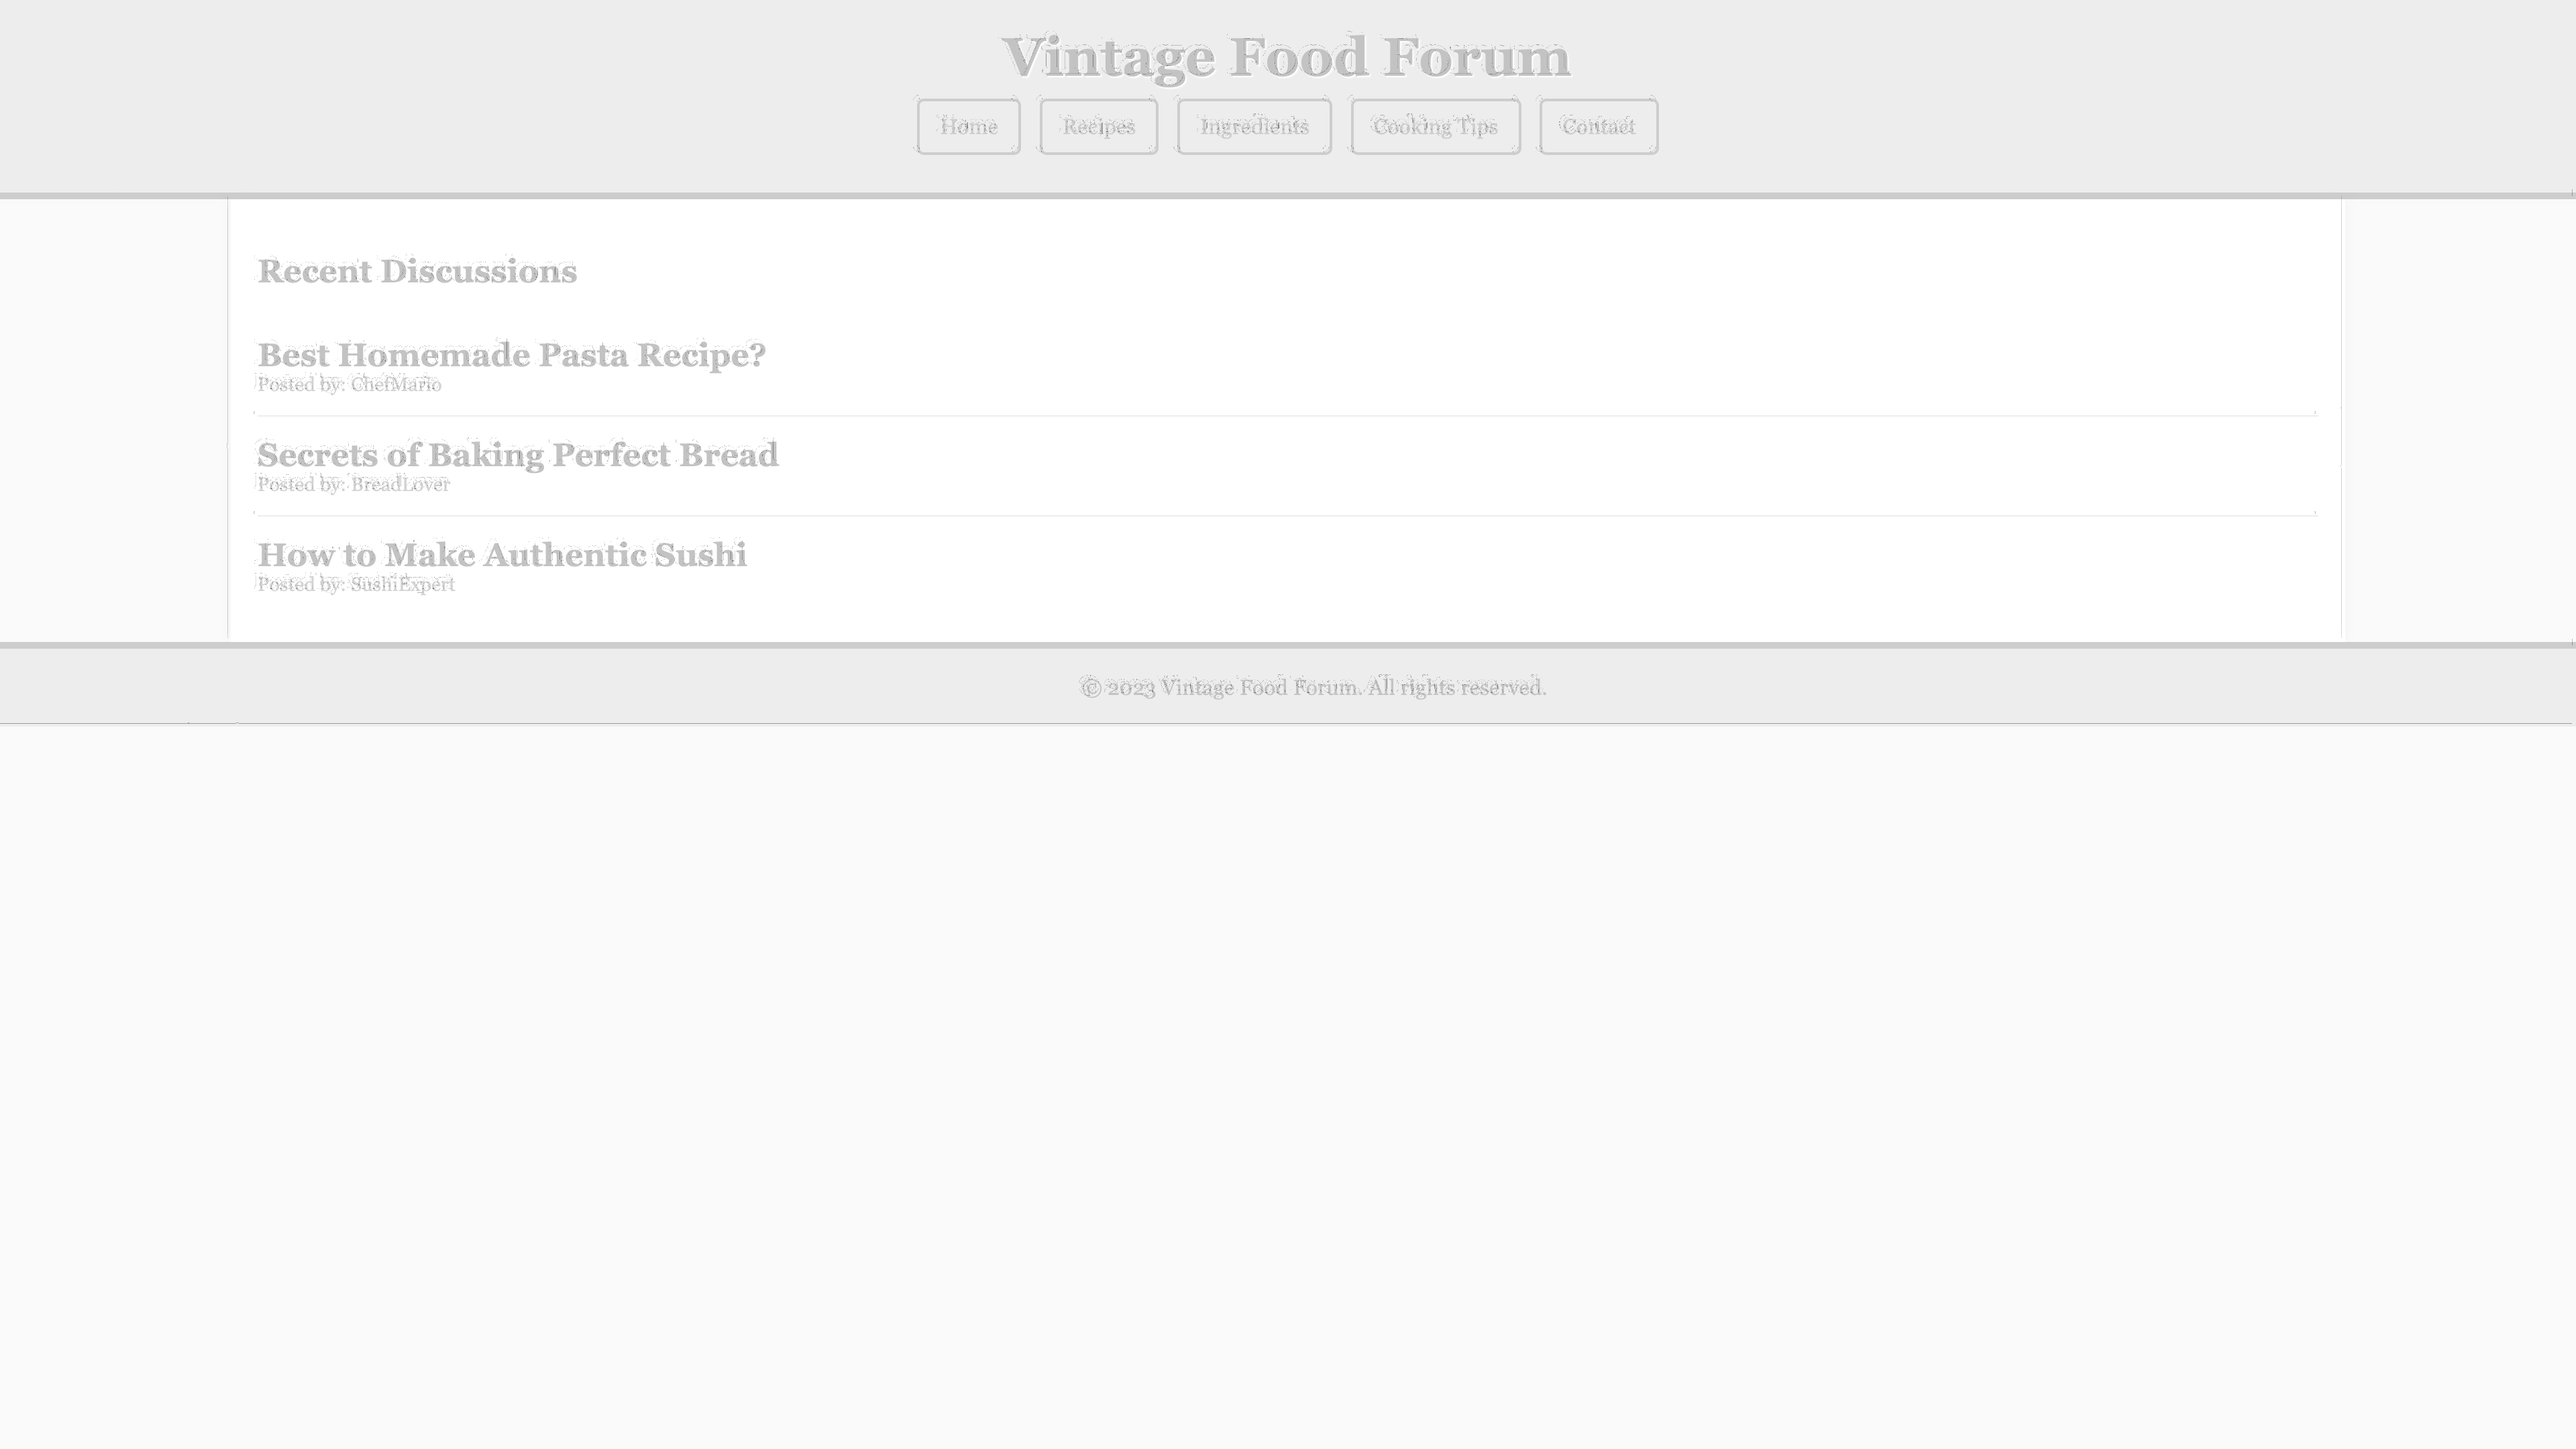 Vintage Food Forum
Home Recipes Ingredients Cooking Tips Contact
Recent Discussions
Best Homemade Pasta Recipe?
Posted by: ChefMario
Secrets of Baking Perfect Bread
Posted by: BreadLover
How to Make Authentic Sushi
Posted by: SushiExpert
© 2023 Vintage Food Forum. All rights reserved.